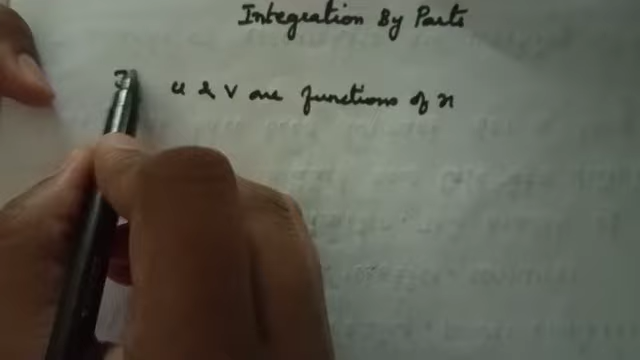 Integration By Parts
u & v are functions of x